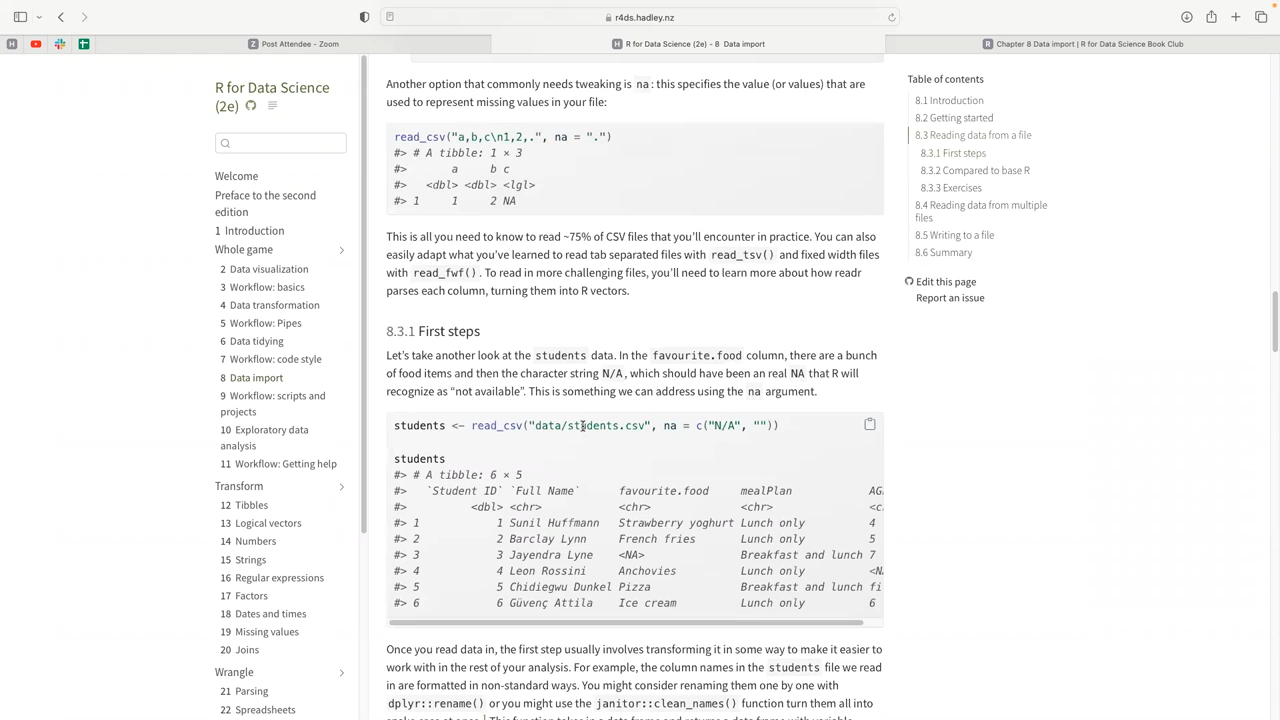 r4ds.hadley.nz
H
Z Post Attendee - Zoom
H R for Data Science (2e) - 8 Data import
R Chapter 8 Data import | R for Data Science Book Club
R for Data Science
(2e)
Welcome
Preface to the second
edition
1 Introduction
Whole game
2 Data visualization
3 Workflow: basics
4 Data transformation
5 Workflow: Pipes
6 Data tidying
7 Workflow: code style
8 Data import
9 Workflow: scripts and
projects
10 Exploratory data
analysis
11 Workflow: Getting help
Transform
12 Tibbles
13 Logical vectors
14 Numbers
15 Strings
16 Regular expressions
17 Factors
18 Dates and times
19 Missing values
20 Joins
Wrangle
21 Parsing
22 Spreadsheets
Another option that commonly needs tweaking is na: this specifies the value (or values) that are
used to represent missing values in your file:
read_csv("a,b,c\n1,2,.", na = ".")
#> # A tibble: 1 × 3
#>       a     b c
#>   <dbl> <dbl> <lgl>
#> 1     1     2 NA
This is all you need to know to read ~75% of CSV files that you'll encounter in practice. You can also
easily adapt what you've learned to read tab separated files with read_tsv() and fixed width files
with read_fwf(). To read in more challenging files, you'll need to learn more about how readr
parses each column, turning them into R vectors.
8.3.1 First steps
Let's take another look at the students data. In the favourite.food column, there are a bunch
of food items and then the character string N/A, which should have been an real NA that R will
recognize as "not available". This is something we can address using the na argument.
students <- read_csv("data/students.csv", na = c("N/A", ""))
students
#> # A tibble: 6 × 5
#>   `Student ID` `Full Name`      favourite.food     mealPlan            AG
#>          <dbl> <chr>            <chr>              <chr>               <c
#> 1            1 Sunil Huffmann   Strawberry yoghurt Lunch only          4
#> 2            2 Barclay Lynn     French fries       Lunch only          5
#> 3            3 Jayendra Lyne    <NA>               Breakfast and lunch 7
#> 4            4 Leon Rossini     Anchovies          Lunch only          <N
#> 5            5 Chidiegwu Dunkel Pizza              Breakfast and lunch fi
#> 6            6 Güvenç Attila    Ice cream          Lunch only          6
Once you read data in, the first step usually involves transforming it in some way to make it easier to
work with in the rest of your analysis. For example, the column names in the students file we read
in are formatted in non-standard ways. You might consider renaming them one by one with
dplyr::rename() or you might use the janitor::clean_names() function turn them all into
Table of contents
8.1 Introduction
8.2 Getting started
8.3 Reading data from a file
8.3.1 First steps
8.3.2 Compared to base R
8.3.3 Exercises
8.4 Reading data from multiple
files
8.5 Writing to a file
8.6 Summary
Edit this page
Report an issue